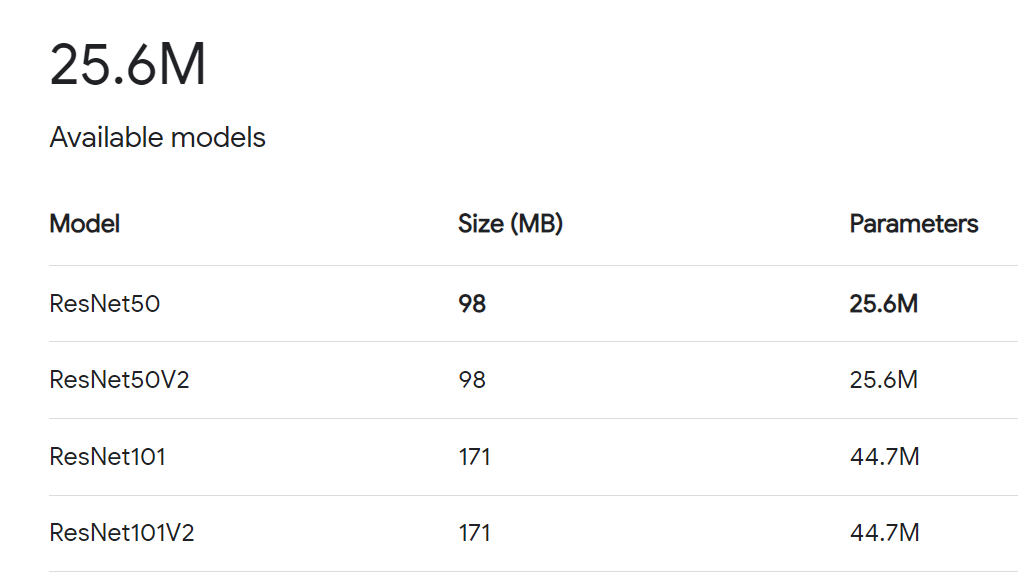 25.6M
Available models
Model Size (MB) Parameters
ResNet50 98 25.6M
ResNet50V2 98 25.6M
ResNet101 171 44.7M
ResNet101V2 171 44.7M